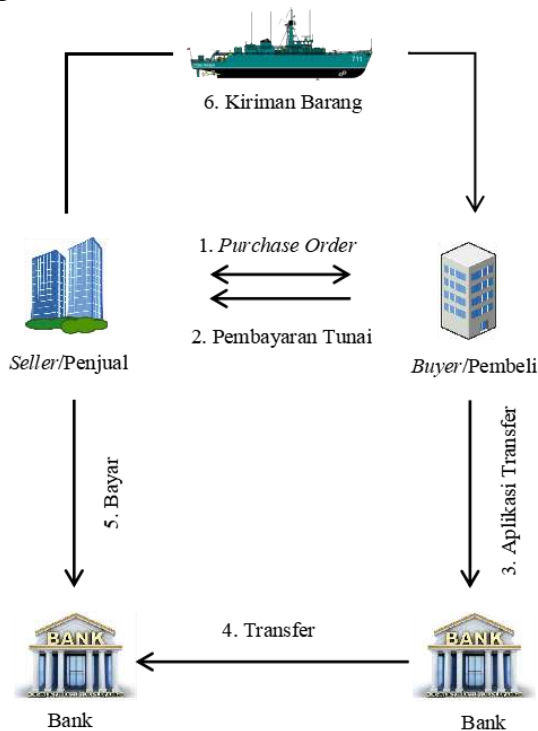 711
6. Kiriman Barang
1. Purchase Order
2. Pembayaran Tunai
Seller/Penjual
Buyer/Pembeli
5. Bayar
3. Aplikasi Transfer
4. Transfer
BANK
BANK
Bank
Bank